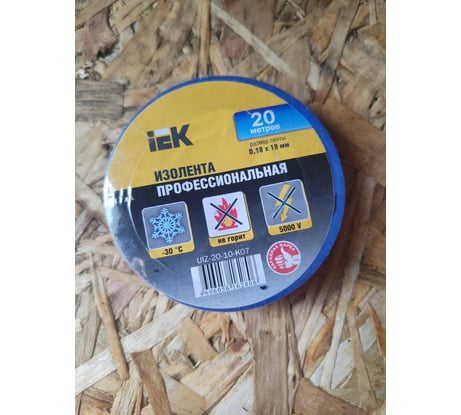 iEK
20
метров
размер ленты
0,18 x 19 мм
ИЗОЛЕНТА
ПРОФЕССИОНАЛЬНАЯ
-30 °C
не горит
5000 V
UIZ-20-10-K07